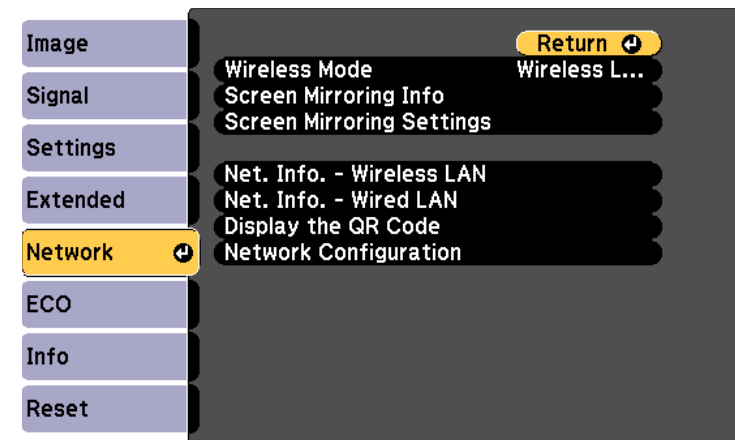 Image
Signal
Settings
Extended
Network
ECO
Info
Reset
Return
Wireless Mode Wireless L...
Screen Mirroring Info
Screen Mirroring Settings
Net. Info. - Wireless LAN
Net. Info. - Wired LAN
Display the QR Code
Network Configuration